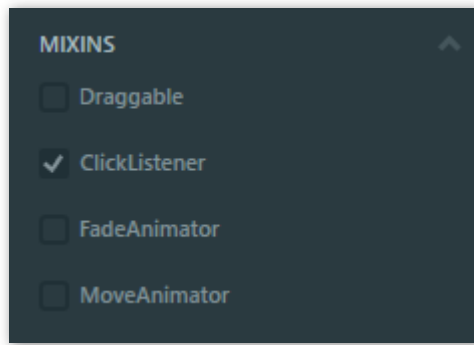 MIXINS
Draggable
ClickListener
FadeAnimator
MoveAnimator